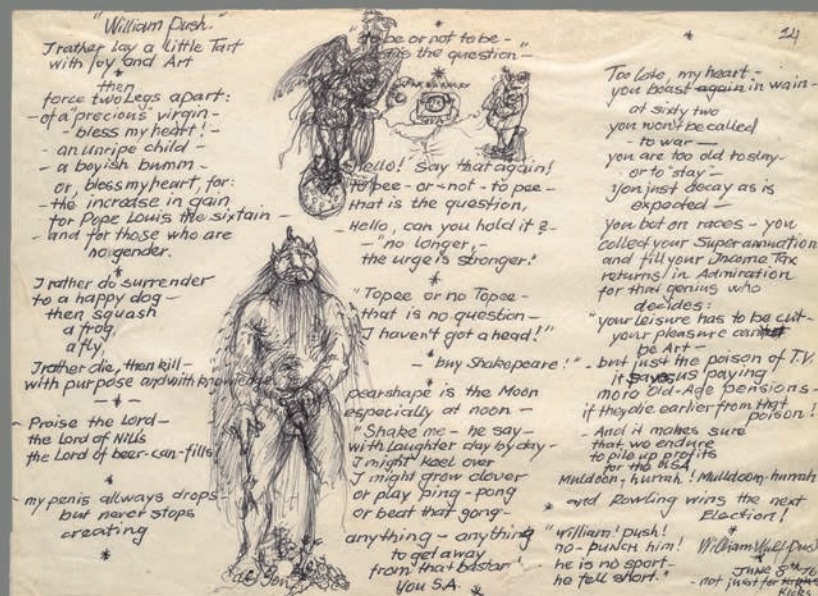 "William Push"
I rather lay a little Tart
with joy and Art
then
force two Legs apart:
- of a "precious virgin -
- bless my heart! -
- an unripe child -
- a boyish bumm -
or, bless my heart, for:
- the increase in gain
for Pope Louis the sixtain -
- and for those who are
no gender.
I rather do surrender
to a happy dog -
then squash
a frog,
a fly,
I rather die, then kill -
with purpose and with knowledge
- Praise the Lord -
the Lord of Nills
the Lord of beer-can-fills
- my penis allways drops -
but never stops
creating
"to be or not to be -
is the question -"
Hello! say that again!
to pee - or - not - to pee -
that is the question,
- Hello, can you hold it?
- "no longer, -
the urge is stronger!"
"Topee or no Topee -
that is no question -
I haven't got a head!"
- "buy Shakepeare!"
pearshape is the Moon
especially at noon -
"Shake me - he say -
with laughter day by day -
I might keel over
I might grow clover
or play ping - pong
or beat that gong -
anything - anything
to get away
from that bastar!
You S.A.
24
Too late, my heart -
you boast again in wain -
at sixty two
you won't be called
- to war -
you are too old to slay -
or to "stay" -
you just decay as is
expected -
you bet on races - you
collect your Superannuation
and fill your Income Tax
returns in Admiration
for that genius who
decides:
"your leisure has to be cut -
your pleasure
be Art -
- but just the poison of T.V.
it saves us paying
more Old-Age pensions -
if they die earlier from that
poison!
- And it makes sure
that we endure
to pile up profits
for the USA
Muldoon - hurrah! Mulldoon - hurrah
and Rowling wins the next
Election!
"William! push!
no - PUNCH him!
he is no sport -
he fell short."
William Wulf Push
JUNE 8th 76
- not just for
Kicks